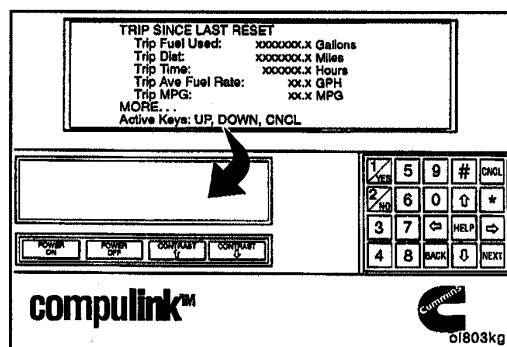 TRIP SINCE LAST RESET
Trip Fuel Used: xxxxxxx.x Gallons
Trip Dist: xxxxxxx.x Miles
Trip Time: xxxxxx.x Hours
Trip Ave Fuel Rate: xx.x GPH
Trip MPG: xx.x MPG
MORE...
Active Keys: UP, DOWN, CNCL
1/YES 5 9 # CNCL
2/NO 6 0 ⇧ *
3 7 ⇦ HELP ⇨
4 8 BACK ⇩ NEXT
POWER ON POWER OFF CONTRAST ⇧ CONTRAST ⇩
compulink™
Cummins
oi803kg